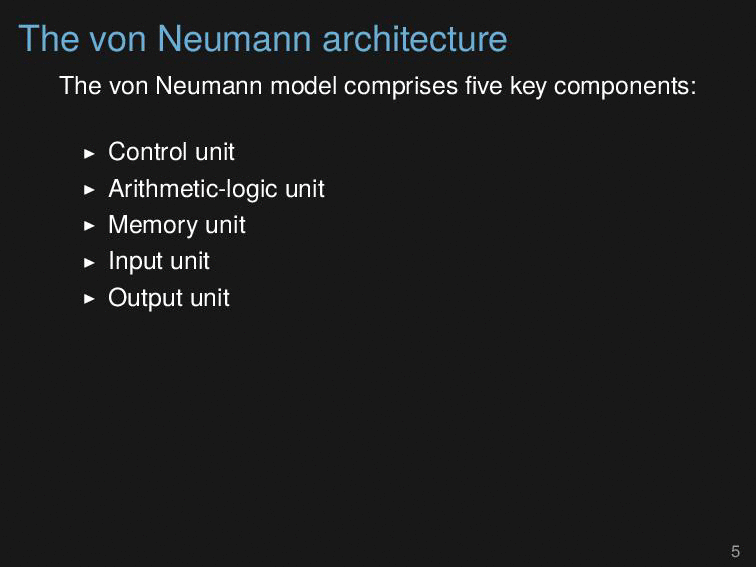 The von Neumann architecture
The von Neumann model comprises five key components:
▶ Control unit
▶ Arithmetic-logic unit
▶ Memory unit
▶ Input unit
▶ Output unit
5